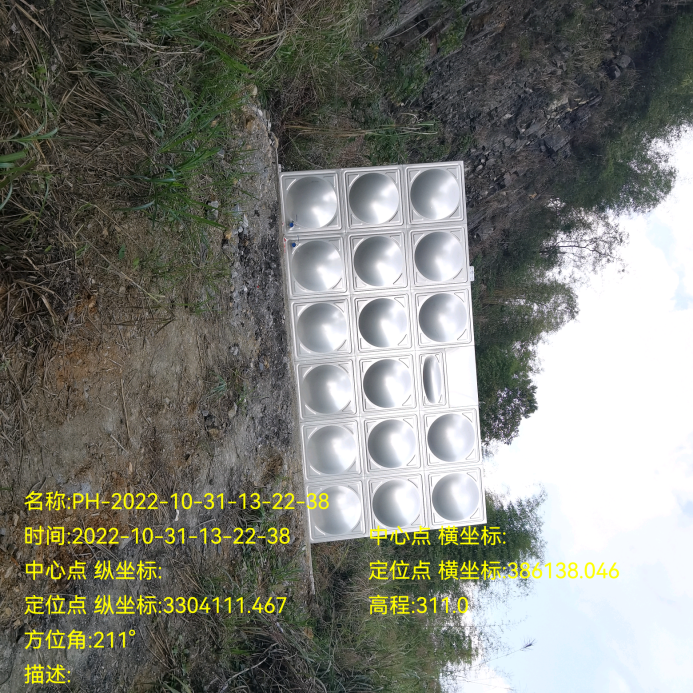 名称:PH-2022-10-31-13-22-38
时间:2022-10-31-13-22-38
中心点 横坐标:
中心点 纵坐标:
定位点 横坐标:386138.046
定位点 纵坐标:3304111.467
高程:311.0
方位角:211°
描述: